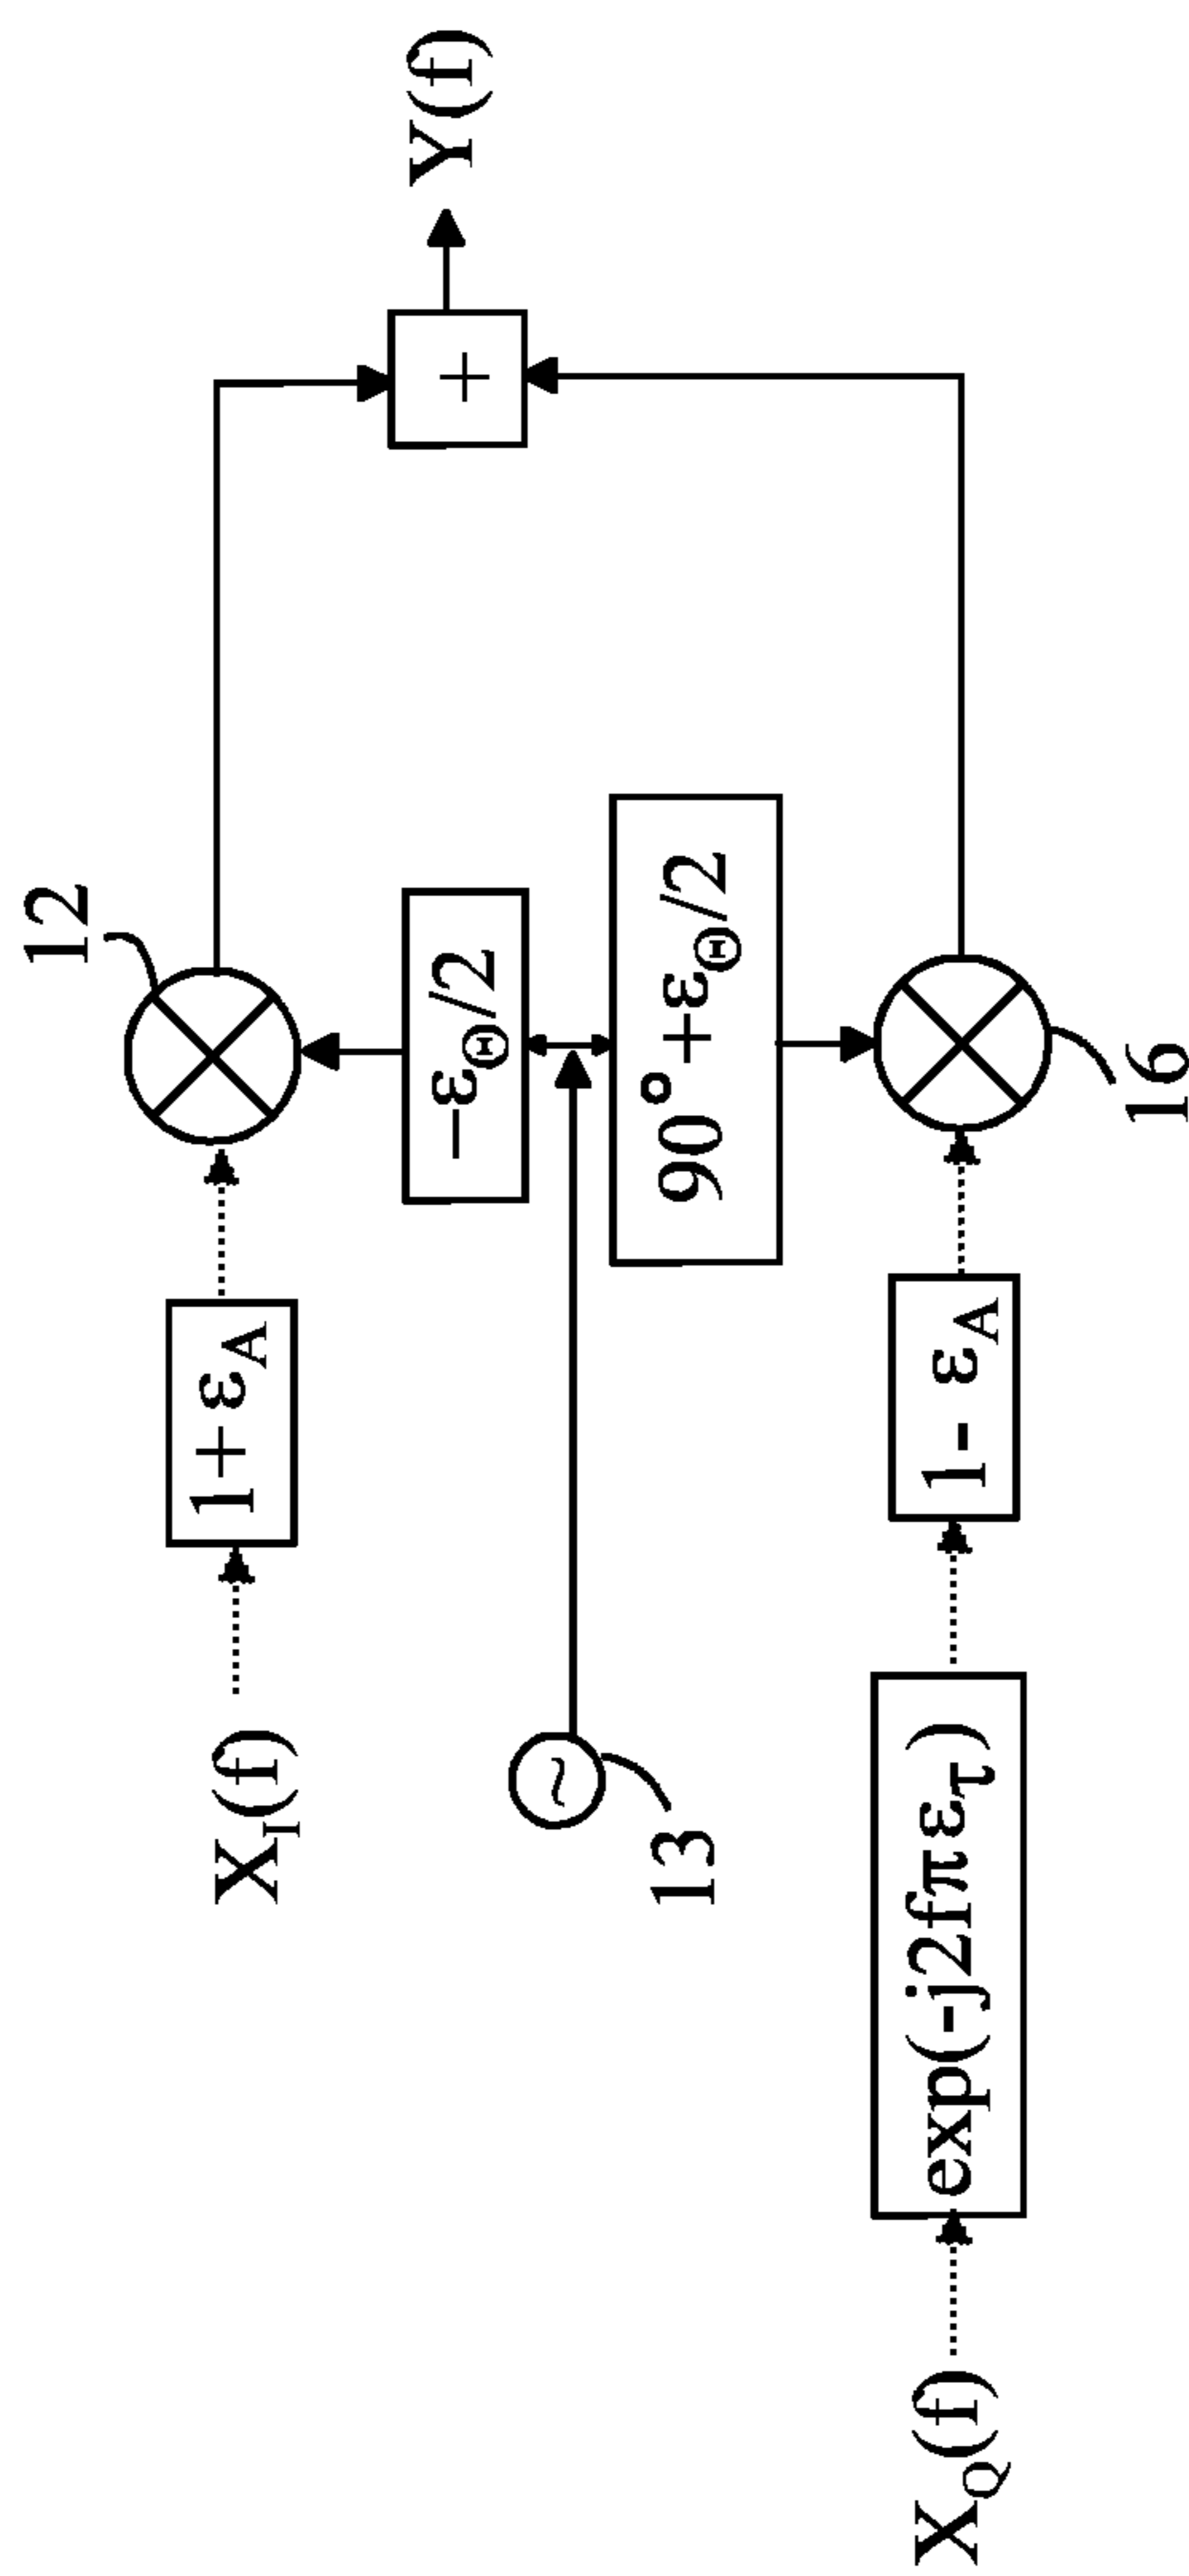 12
X_I(f)
1+ε_A
−ε_Θ/2
+
Y(f)
13
~
90°+ε_Θ/2
X_Q(f)
exp(-j2fπε_τ)
1- ε_A
16